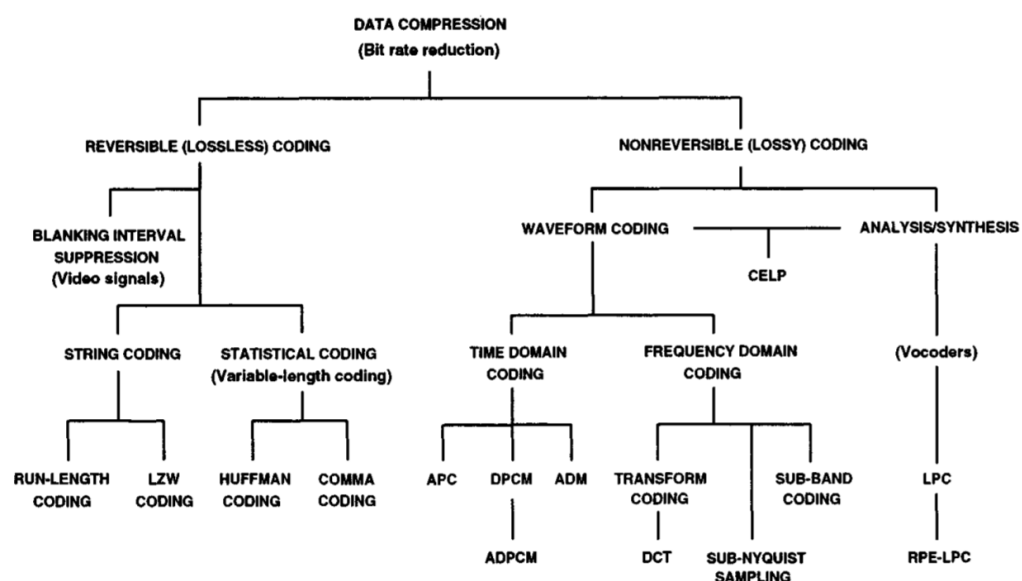 DATA COMPRESSION
(Bit rate reduction)
REVERSIBLE (LOSSLESS) CODING
NONREVERSIBLE (LOSSY) CODING
BLANKING INTERVAL
SUPPRESSION
(Video signals)
WAVEFORM CODING
ANALYSIS/SYNTHESIS
CELP
STRING CODING
STATISTICAL CODING
(Variable-length coding)
TIME DOMAIN
CODING
FREQUENCY DOMAIN
CODING
(Vocoders)
RUN-LENGTH
CODING
LZW
CODING
HUFFMAN
CODING
COMMA
CODING
APC
DPCM
ADM
TRANSFORM
CODING
SUB-BAND
CODING
LPC
ADPCM
DCT
SUB-NYQUIST
SAMPLING
RPE-LPC